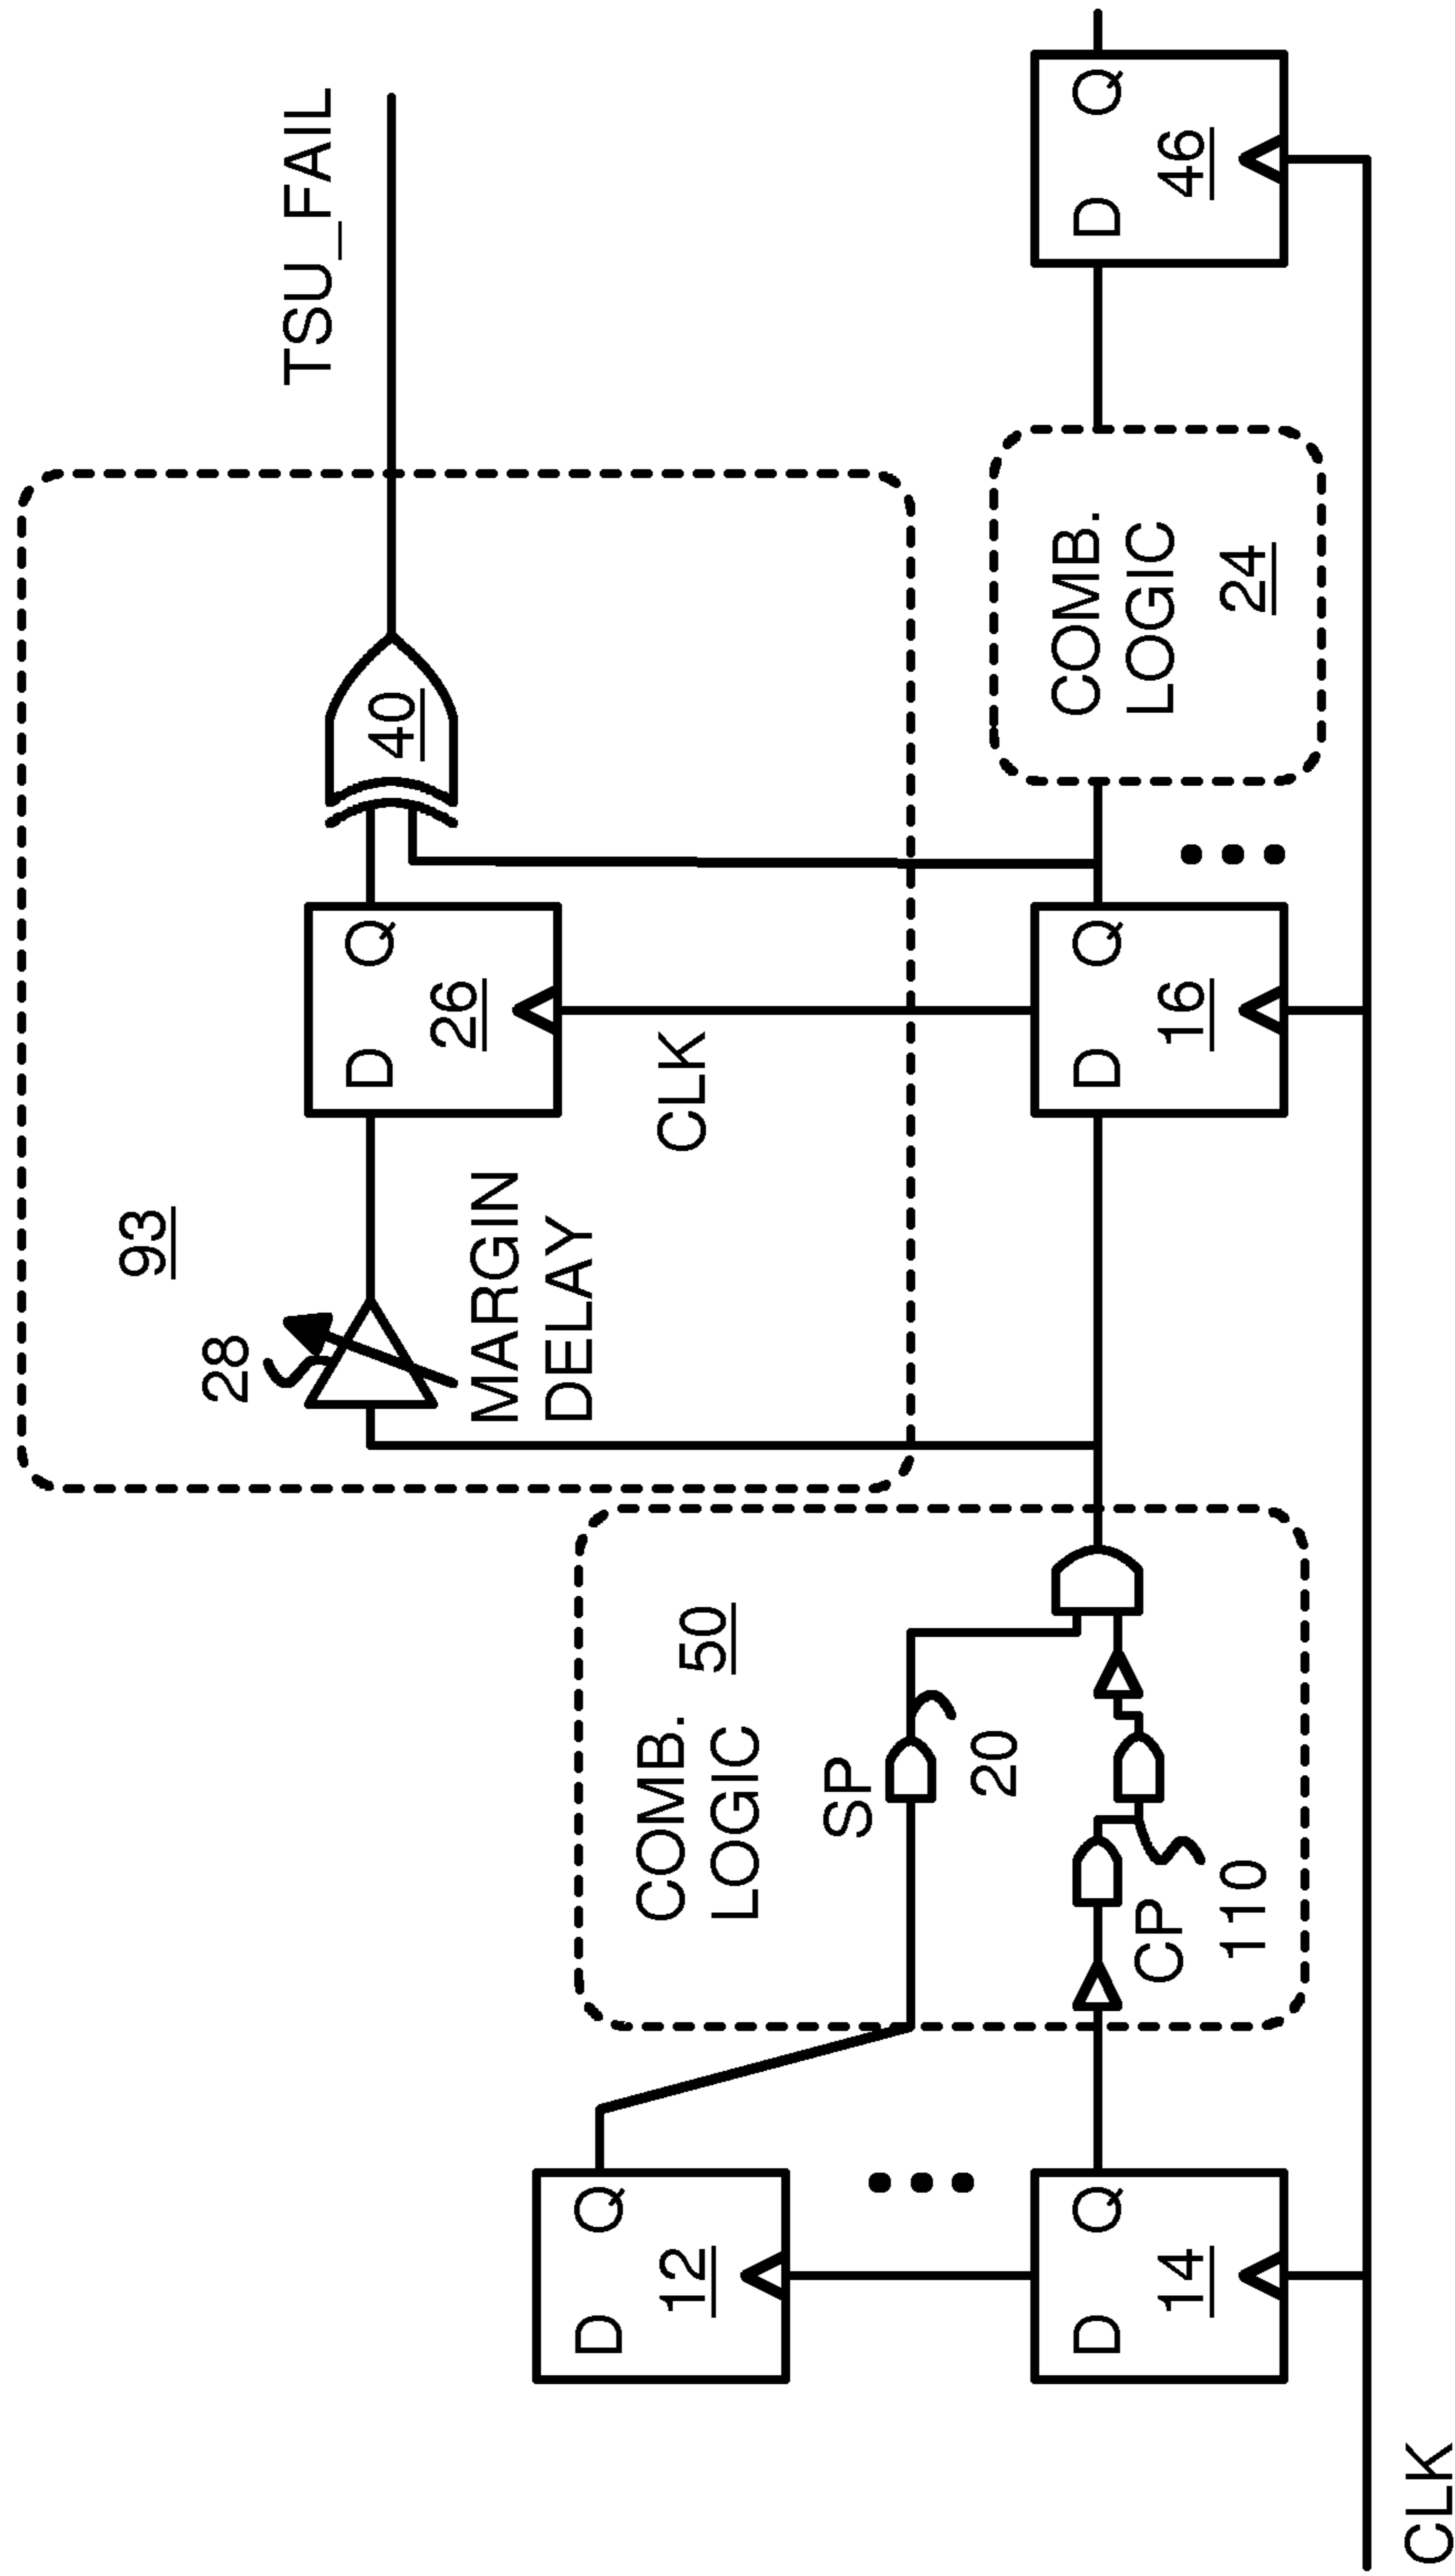 93
28
MARGIN
DELAY
D
Q
26
CLK
40
TSU_FAIL
D
Q
12
D
Q
14
COMB.
LOGIC
50
SP
20
CP
110
D
Q
16
COMB.
LOGIC
24
D
Q
46
CLK